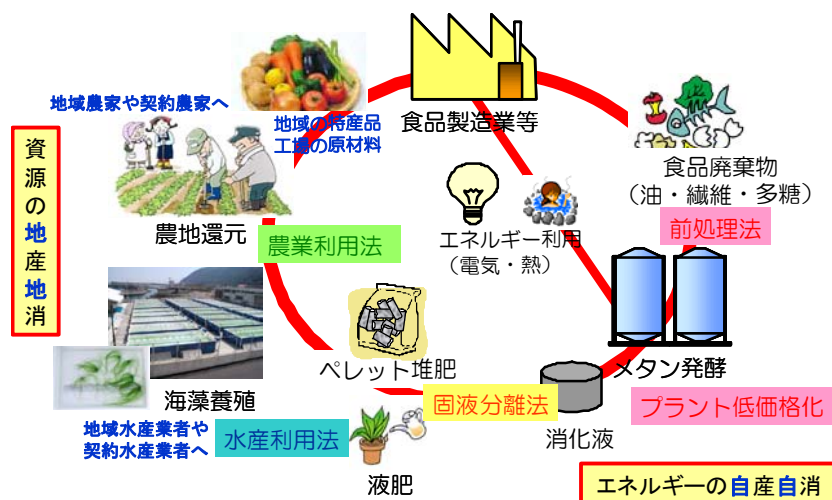 地域農家や契約農家へ
地域の特産品
工場の原材料
食品製造業等
食品廃棄物
（油・繊維・多糖）
前処理法
資源の地産地消
農地還元
農業利用法
エネルギー利用
（電気・熱）
ペレット堆肥
メタン発酵
海藻養殖
固液分離法
プラント低価格化
地域水産業者や
契約水産業者へ
水産利用法
消化液
液肥
エネルギーの自産自消